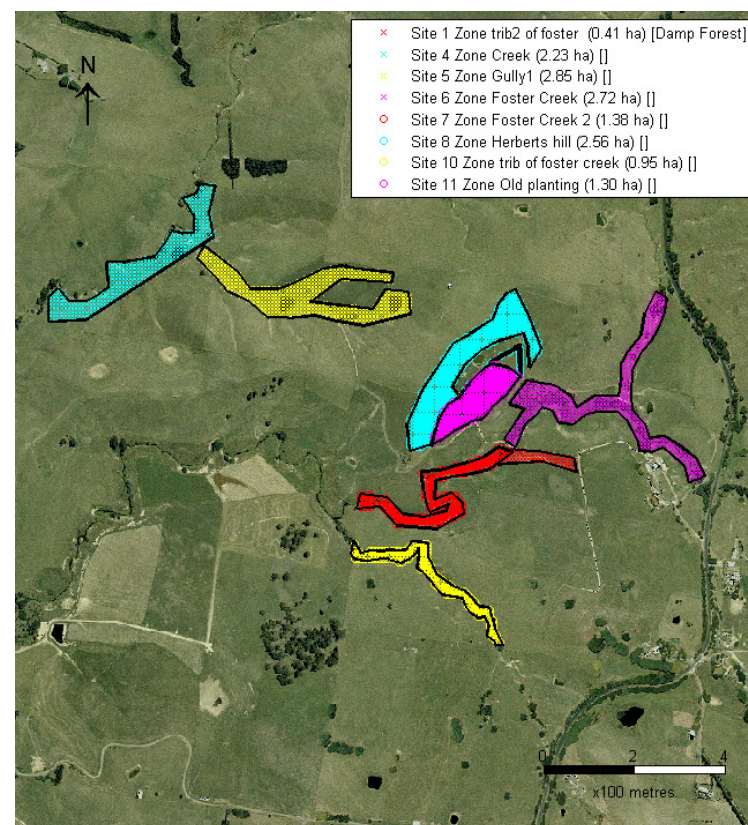 Site 1 Zone trib2 of foster (0.41 ha) [Damp Forest]
Site 4 Zone Creek (2.23 ha) []
Site 5 Zone Gully1 (2.85 ha) []
Site 6 Zone Foster Creek (2.72 ha) []
Site 7 Zone Foster Creek 2 (1.38 ha) []
Site 8 Zone Herberts hill (2.56 ha) []
Site 10 Zone trib of foster creek (0.95 ha) []
Site 11 Zone Old planting (1.30 ha) []
N
0 2 4
x100 metres